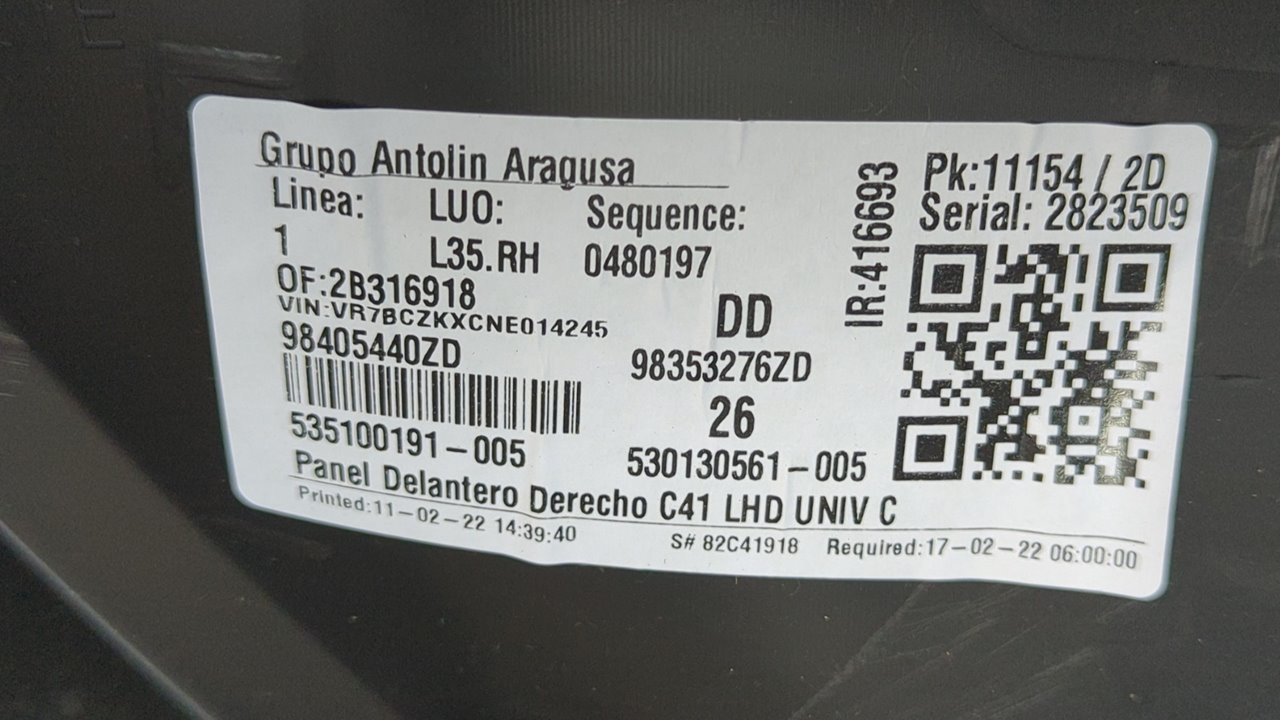 Grupo Antolin Aragusa
Linea: LUO: Sequence:
1 L35.RH 0480197
OF:2B316918
VIN:VR7BCZKXCNE014245
98405440ZD
535100191-005
DD
98353276ZD
26
530130561-005
Panel Delantero Derecho C41 LHD UNIV C
Printed:11-02-22 14:39:40 S# 82C41918 Required:17-02-22 06:00:00
IR:416693
Pk:11154 / 2D
Serial: 2823509